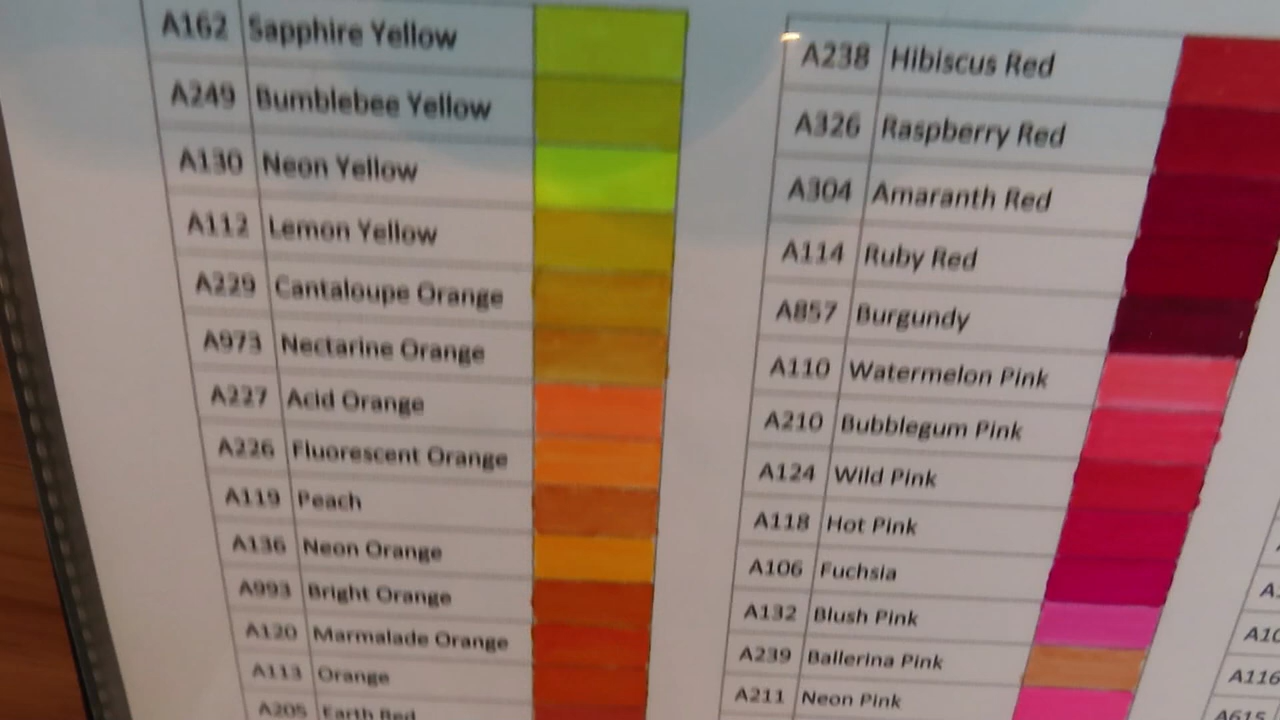 A162 Sapphire Yellow
A249 Bumblebee Yellow
A130 Neon Yellow
A112 Lemon Yellow
A229 Cantaloupe Orange
A973 Nectarine Orange
A227 Acid Orange
A226 Fluorescent Orange
A119 Peach
A136 Neon Orange
A993 Bright Orange
A120 Marmalade Orange
A113 Orange
A205 Earth Red
A238 Hibiscus Red
A326 Raspberry Red
A304 Amaranth Red
A114 Ruby Red
A857 Burgundy
A110 Watermelon Pink
A210 Bubblegum Pink
A124 Wild Pink
A118 Hot Pink
A106 Fuchsia
A132 Blush Pink
A239 Ballerina Pink
A211 Neon Pink
A116
A615